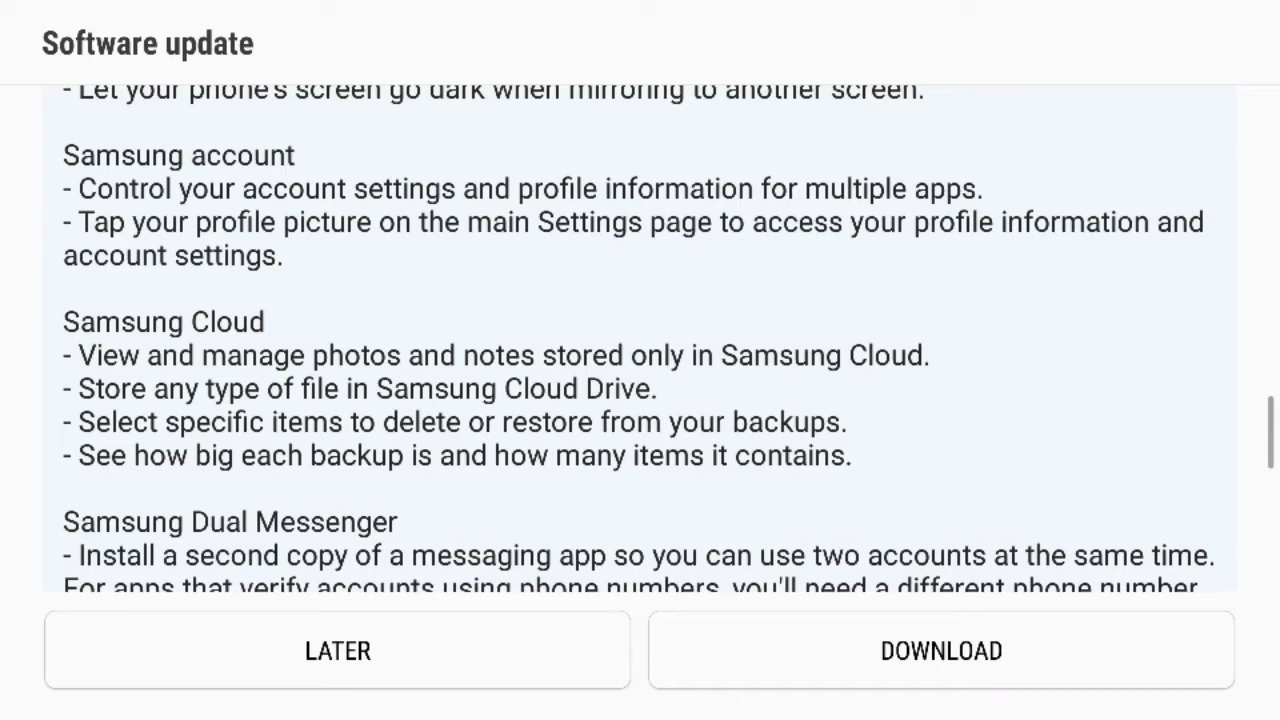 Software update
- Let your phone's screen go dark when mirroring to another screen.
Samsung account
- Control your account settings and profile information for multiple apps.
- Tap your profile picture on the main Settings page to access your profile information and
account settings.
Samsung Cloud
- View and manage photos and notes stored only in Samsung Cloud.
- Store any type of file in Samsung Cloud Drive.
- Select specific items to delete or restore from your backups.
- See how big each backup is and how many items it contains.
Samsung Dual Messenger
- Install a second copy of a messaging app so you can use two accounts at the same time.
For apps that verify accounts using phone numbers, you'll need a different phone number
LATER
DOWNLOAD